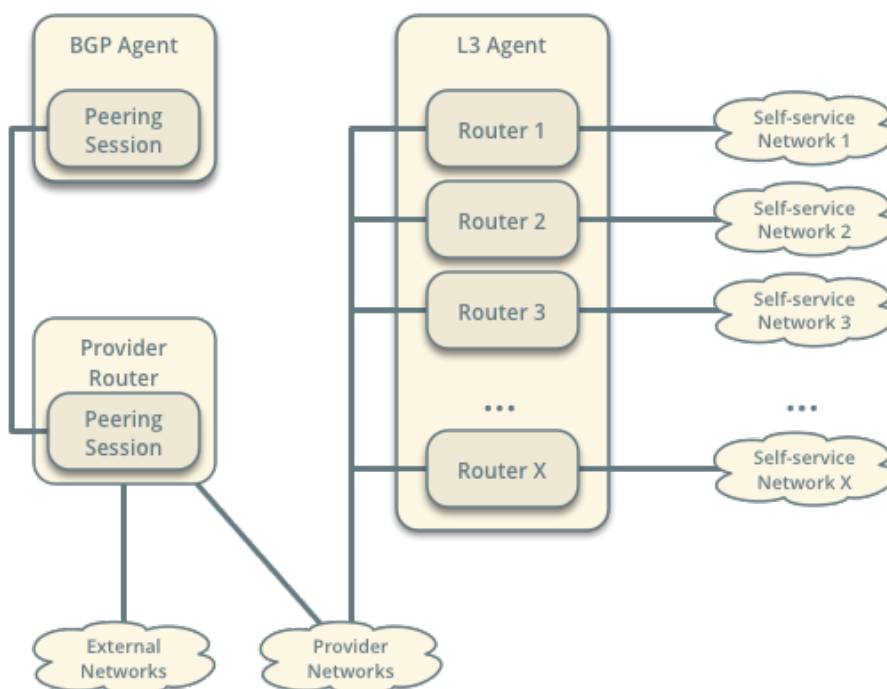 BGP Agent
Peering
Session
Provider
Router
Peering
Session
External
Networks
Provider
Networks
L3 Agent
Router 1
Router 2
Router 3
...
Router X
Self-service
Network 1
Self-service
Network 2
Self-service
Network 3
...
Self-service
Network X